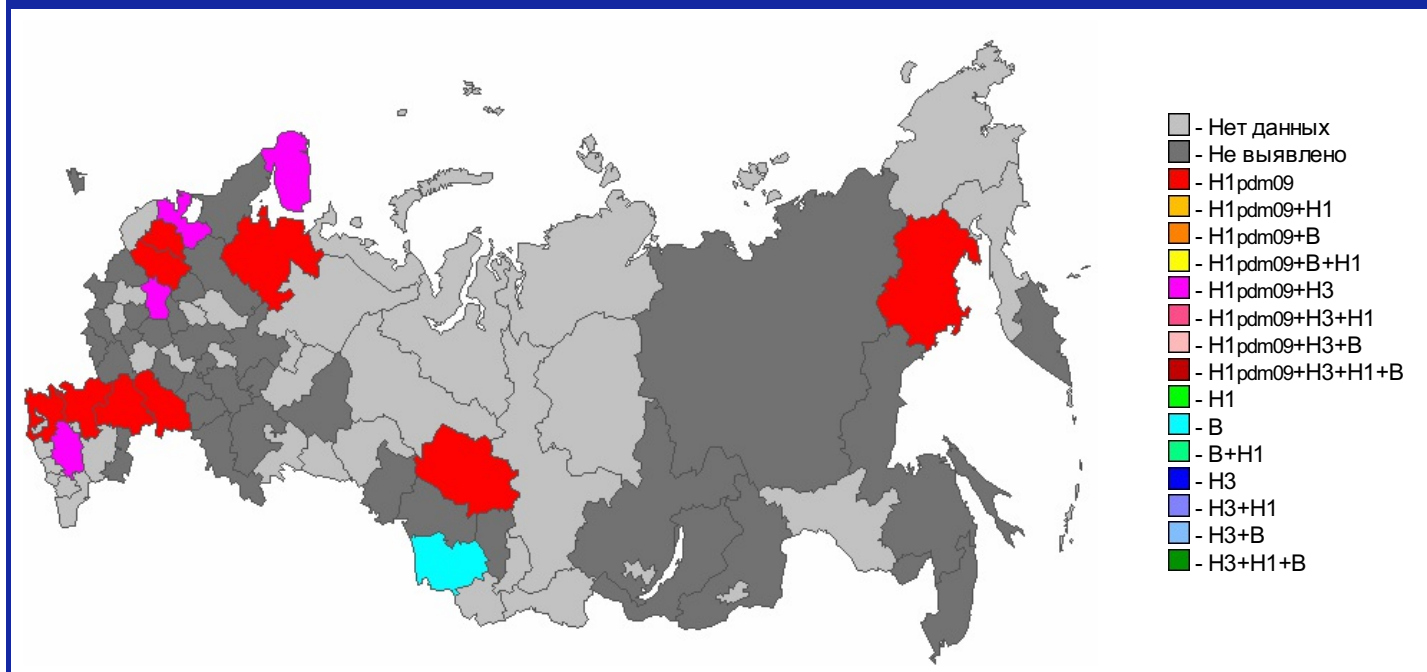 - Нет данных
- Не выявлено
- H1pdm09
- H1pdm09+H1
- H1pdm09+B
- H1pdm09+B+H1
- H1pdm09+H3
- H1pdm09+H3+H1
- H1pdm09+H3+B
- H1pdm09+H3+H1+B
- H1
- B
- B+H1
- H3
- H3+H1
- H3+B
- H3+H1+B